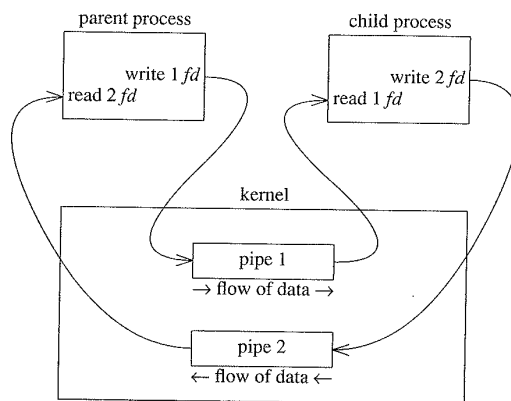 parent process
child process
write 1 fd
read 2 fd
write 2 fd
read 1 fd
kernel
pipe 1
→ flow of data →
pipe 2
← flow of data ←